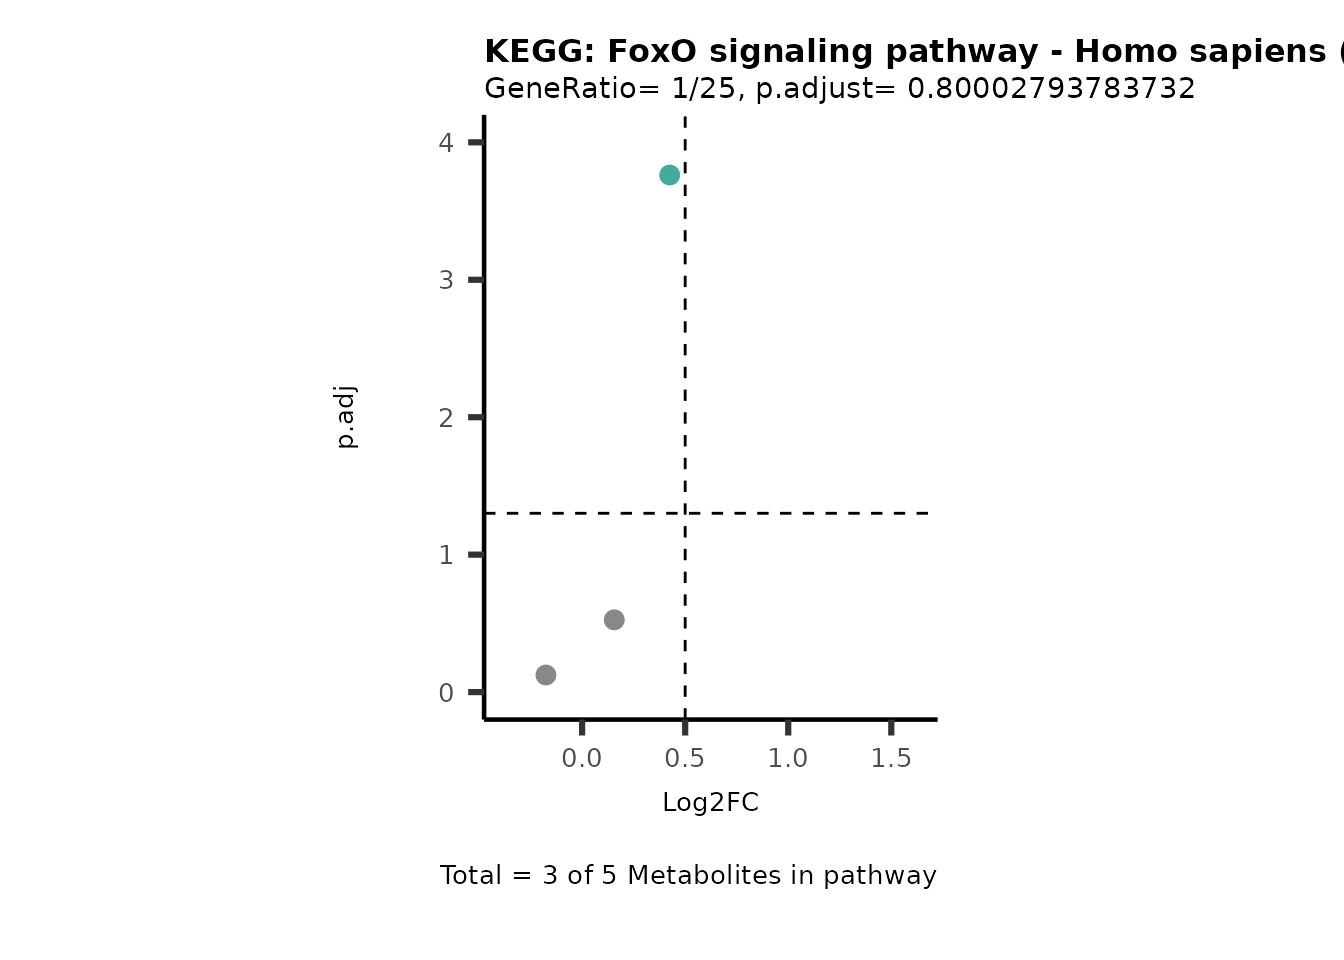 KEGG: FoxO signaling pathway - Homo sapiens (
GeneRatio= 1/25, p.adjust= 0.80002793783732
4
3
2
1
0
p.adj
0.0 0.5 1.0 1.5
Log2FC
Total = 3 of 5 Metabolites in pathway